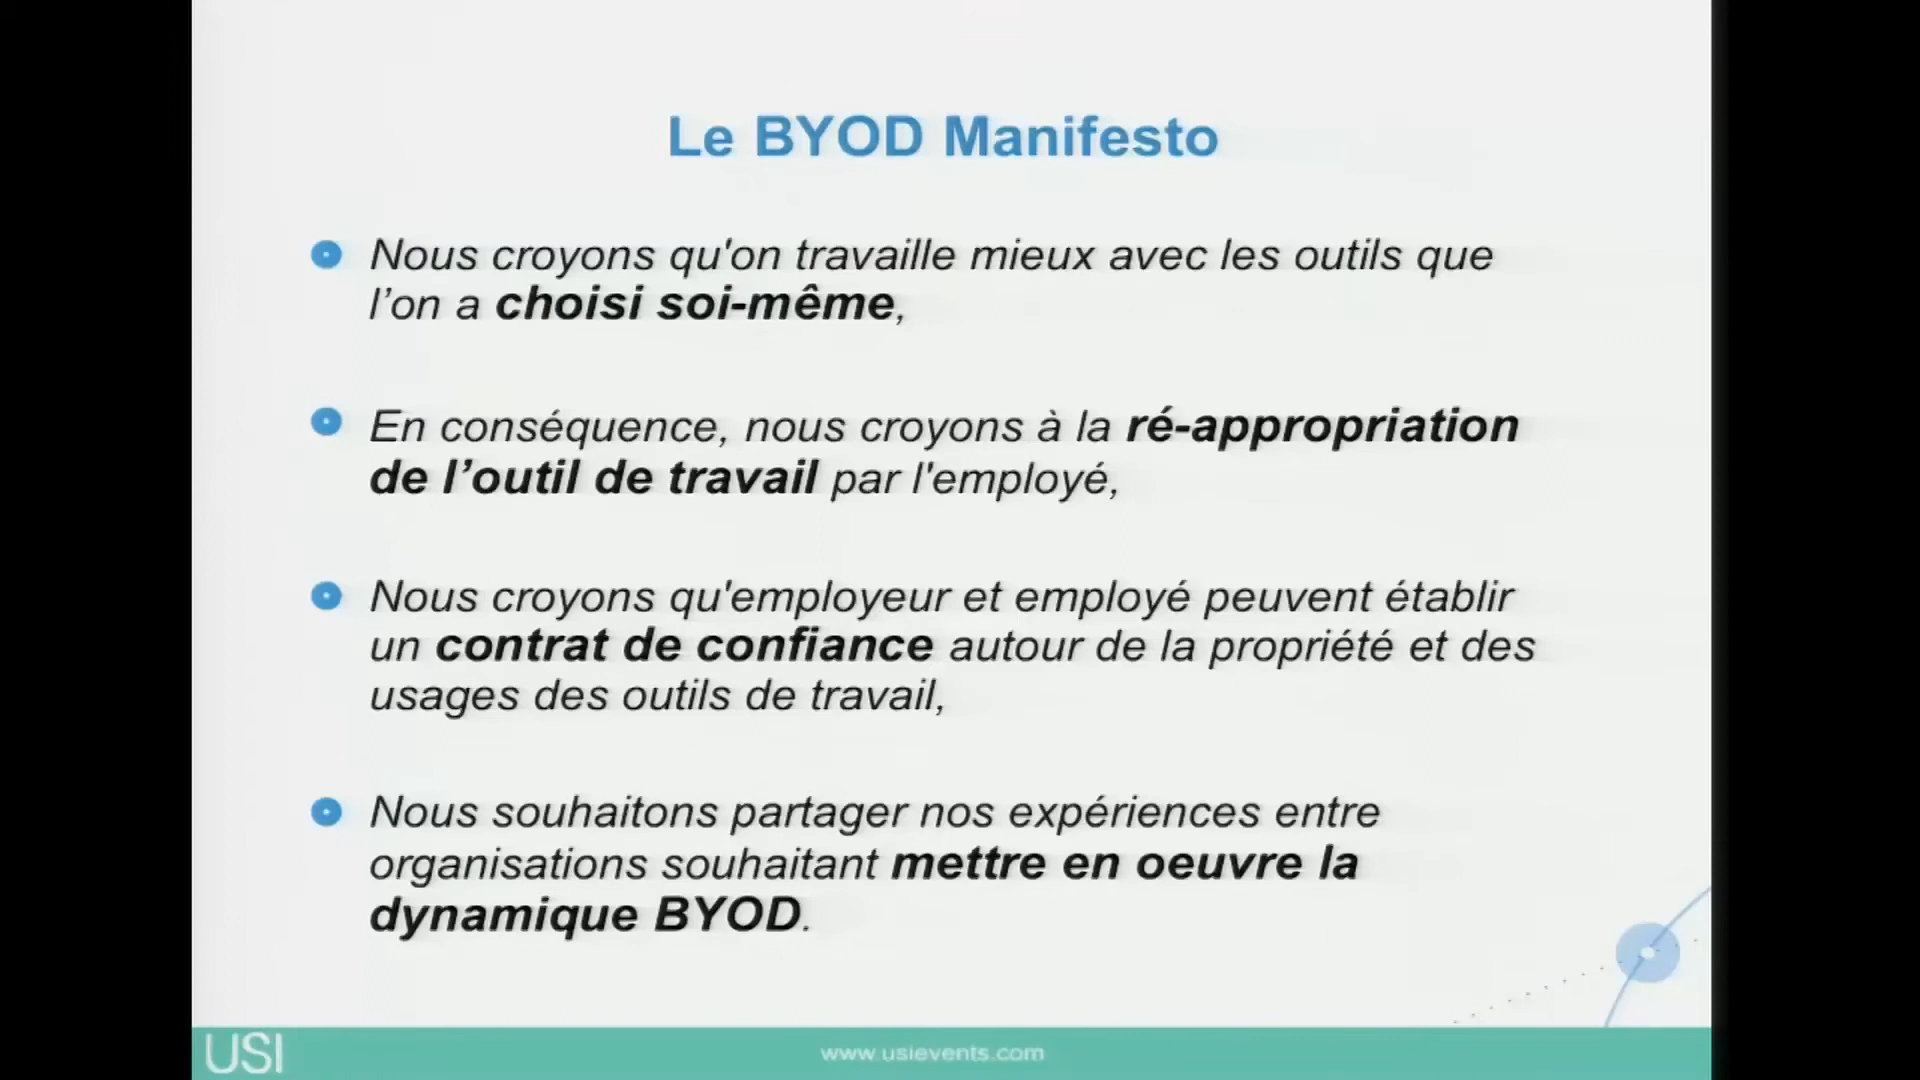 Le BYOD Manifesto
Nous croyons qu'on travaille mieux avec les outils que
l’on a choisi soi-même,
En conséquence, nous croyons à la ré-appropriation
de l’outil de travail par l'employé,
Nous croyons qu'employeur et employé peuvent établir
un contrat de confiance autour de la propriété et des
usages des outils de travail,
Nous souhaitons partager nos expériences entre
organisations souhaitant mettre en oeuvre la
dynamique BYOD.
USI
www.usievents.com